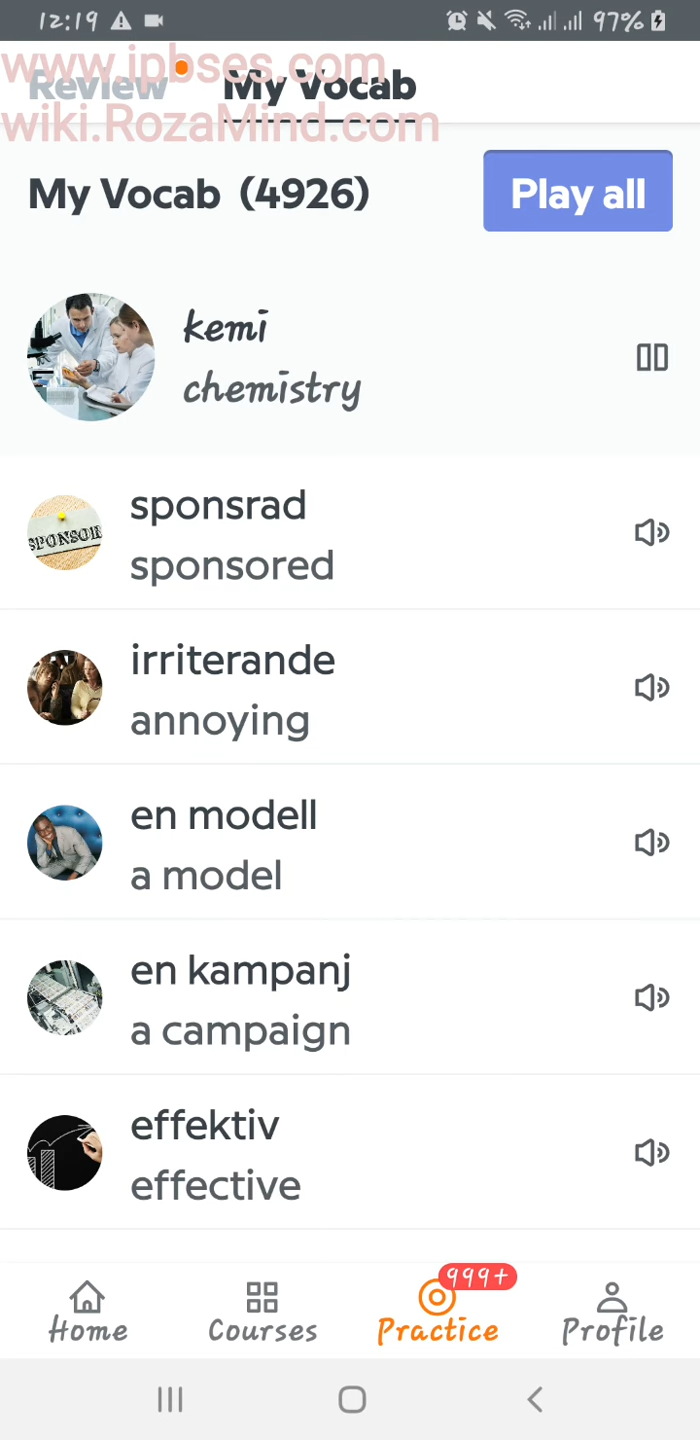 12:19 97%
www.ipbses.com
Review My Vocab
wiki.RozaMind.com
My Vocab (4926) Play all
kemi
chemistry
sponsrad
SPONSOR
sponsored
irriterande
annoying
en modell
a model
en kampanj
a campaign
effektiv
effective
999+
Home Courses Practice Profile